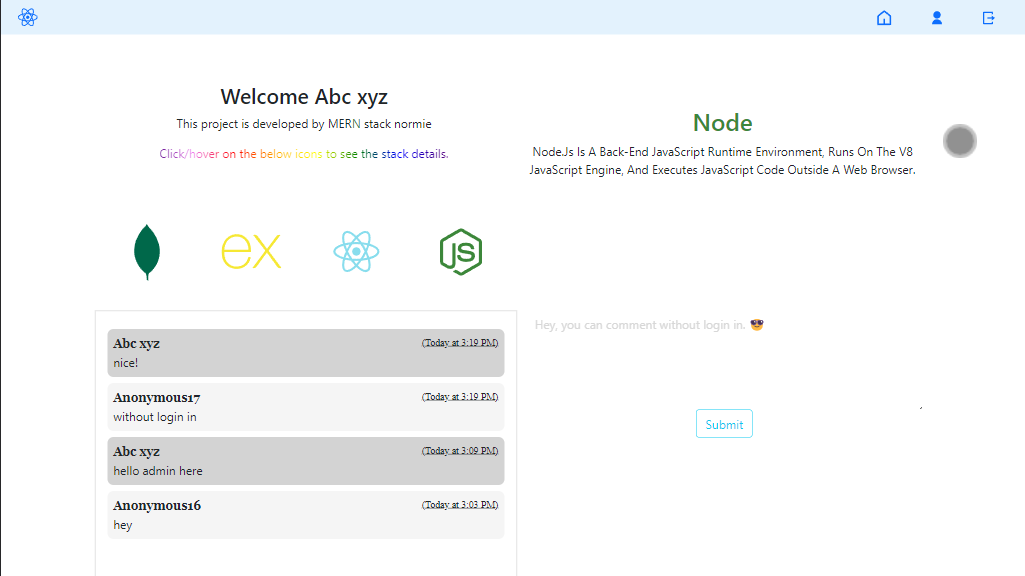 Welcome Abc xyz
This project is developed by MERN stack normie
Click/hover on the below icons to see the stack details.
ex
JS
Node
NodeJs Is A Back-End JavaScript Runtime Environment, Runs On The V8
JavaScript Engine, And Executes JavaScript Code Outside A Web Browser.
Abc xyz (Today at 3:19 PM)
nice!
Anonymous17 (Today at 3:19 PM)
without login in
Abc xyz (Today at 3:09 PM)
hello admin here
Anonymous16 (Today at 3:03 PM)
hey
Hey, you can comment without login in. 😎
Submit